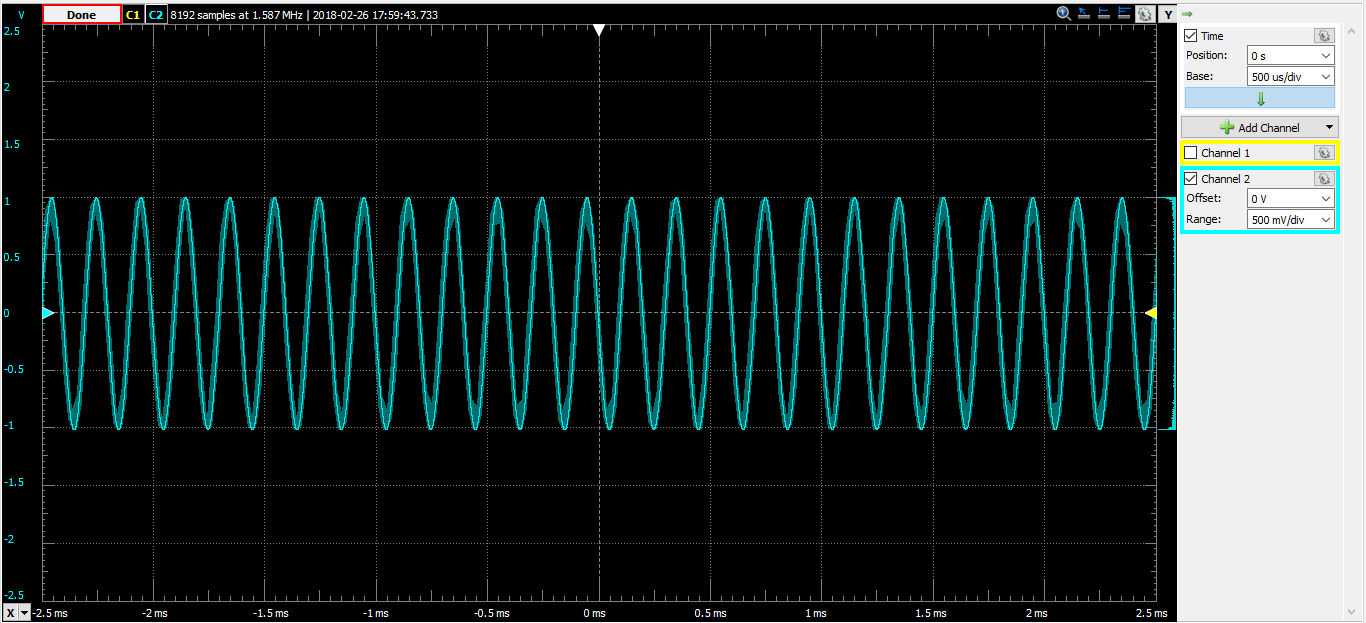 V Done C1 C2 8192 samples at 1.587 MHz | 2018-02-26 17:59:43.733 Y
2.5
2
1.5
1
0.5
0
-0.5
-1
-1.5
-2
-2.5
X -2.5 ms -2 ms -1.5 ms -1 ms -0.5 ms 0 ms 0.5 ms 1 ms 1.5 ms 2 ms 2.5 ms
Time
Position: 0 s
Base: 500 us/div
Add Channel
Channel 1
Channel 2
Offset: 0 V
Range: 500 mV/div